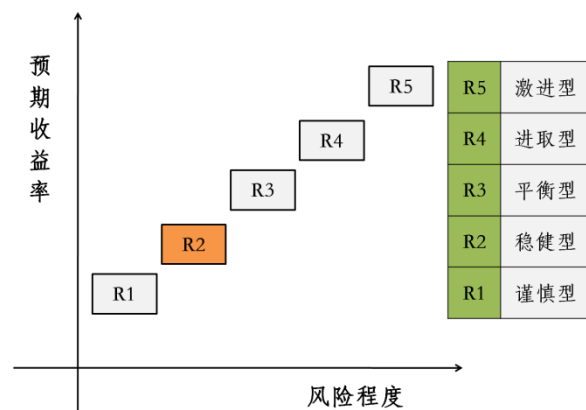 预期收益率
R5
R4
R3
R2
R1
风险程度
R5 激进型
R4 进取型
R3 平衡型
R2 稳健型
R1 谨慎型